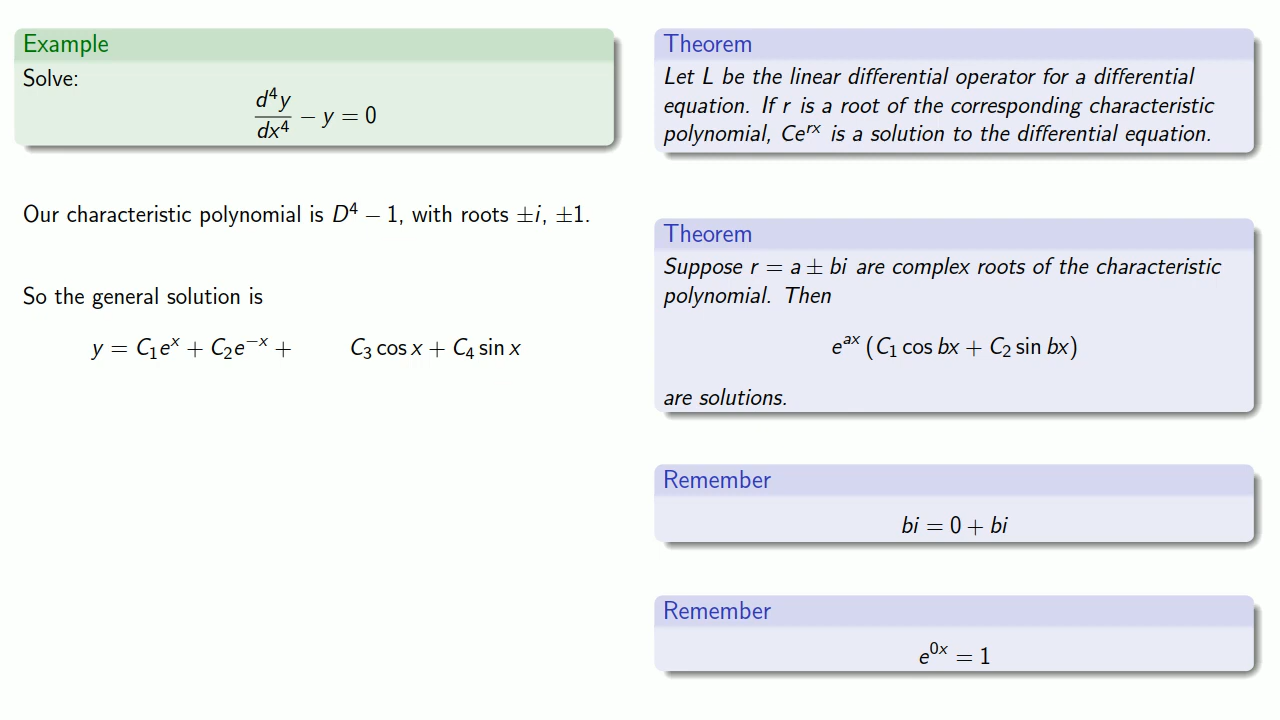 Example
Solve:
d⁴y/dx⁴ − y = 0
Our characteristic polynomial is D⁴ − 1, with roots ±i, ±1.
So the general solution is
y = C₁eˣ + C₂e⁻ˣ + C₃ cos x + C₄ sin x
Theorem
Let L be the linear differential operator for a differential
equation. If r is a root of the corresponding characteristic
polynomial, Ceʳˣ is a solution to the differential equation.
Theorem
Suppose r = a ± bi are complex roots of the characteristic
polynomial. Then
eᵃˣ (C₁ cos bx + C₂ sin bx)
are solutions.
Remember
bi = 0 + bi
Remember
e⁰ˣ = 1